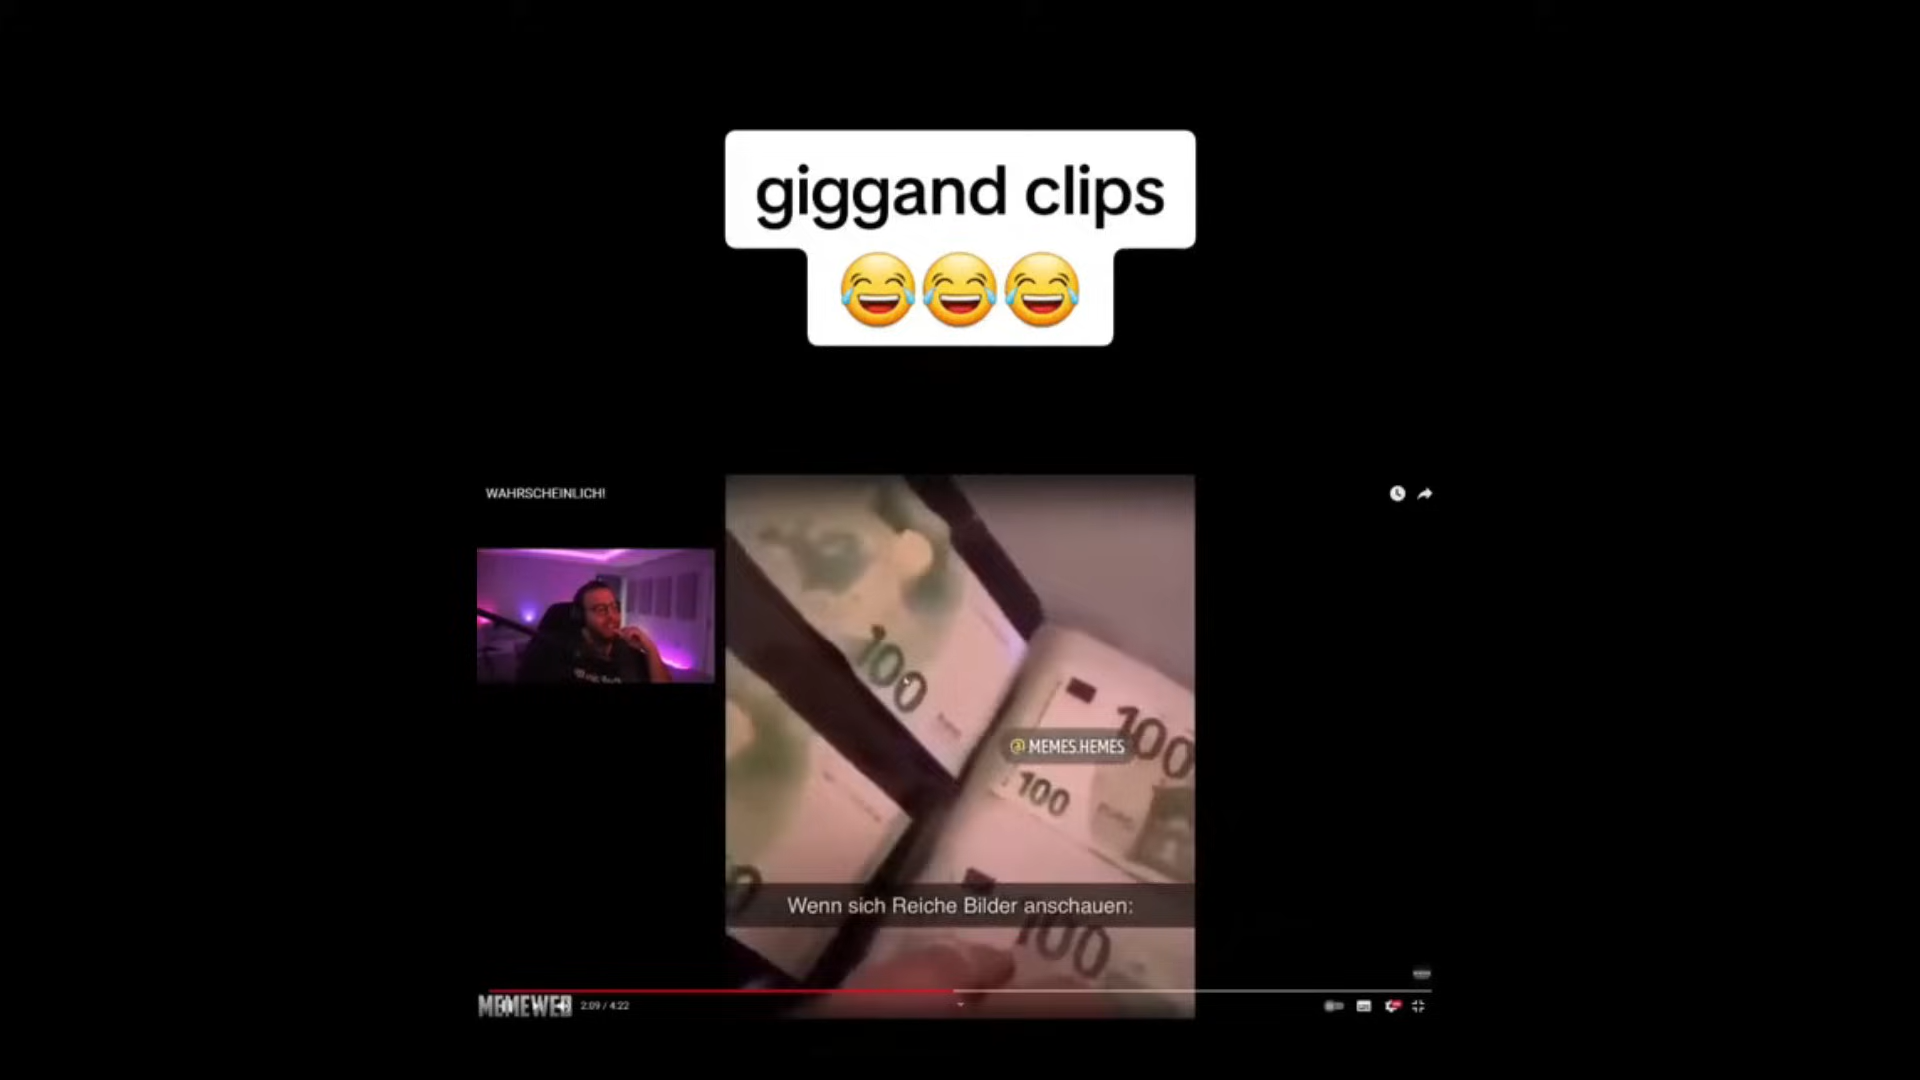 giggand clips
😂😂😂
WAHRSCHEINLICH!
100
100
@ MEMES.HEMES
100
Wenn sich Reiche Bilder anschauen:
100
MEMEWEB
2:09 / 4:22